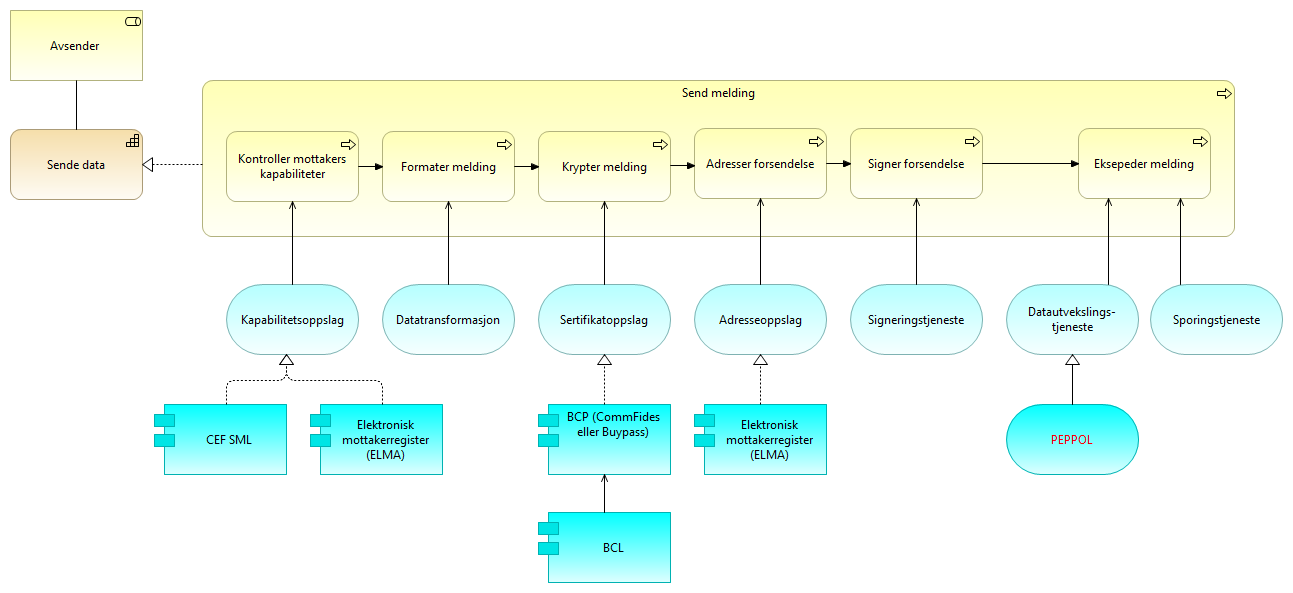 Avsender
Sende data
Send melding
Kontroller mottakers
kapabiliteter
Formater melding
Krypter melding
Adresser forsendelse
Signer forsendelse
Eksepeder melding
Kapabilitetsoppslag
Datatransformasjon
Sertifikatoppslag
Adresseoppslag
Signeringstjeneste
Datautvekslings-
tjeneste
Sporingstjeneste
CEF SML
Elektronisk
mottakerregister
(ELMA)
BCP (CommFides
eller Buypass)
Elektronisk
mottakerregister
(ELMA)
PEPPOL
BCL